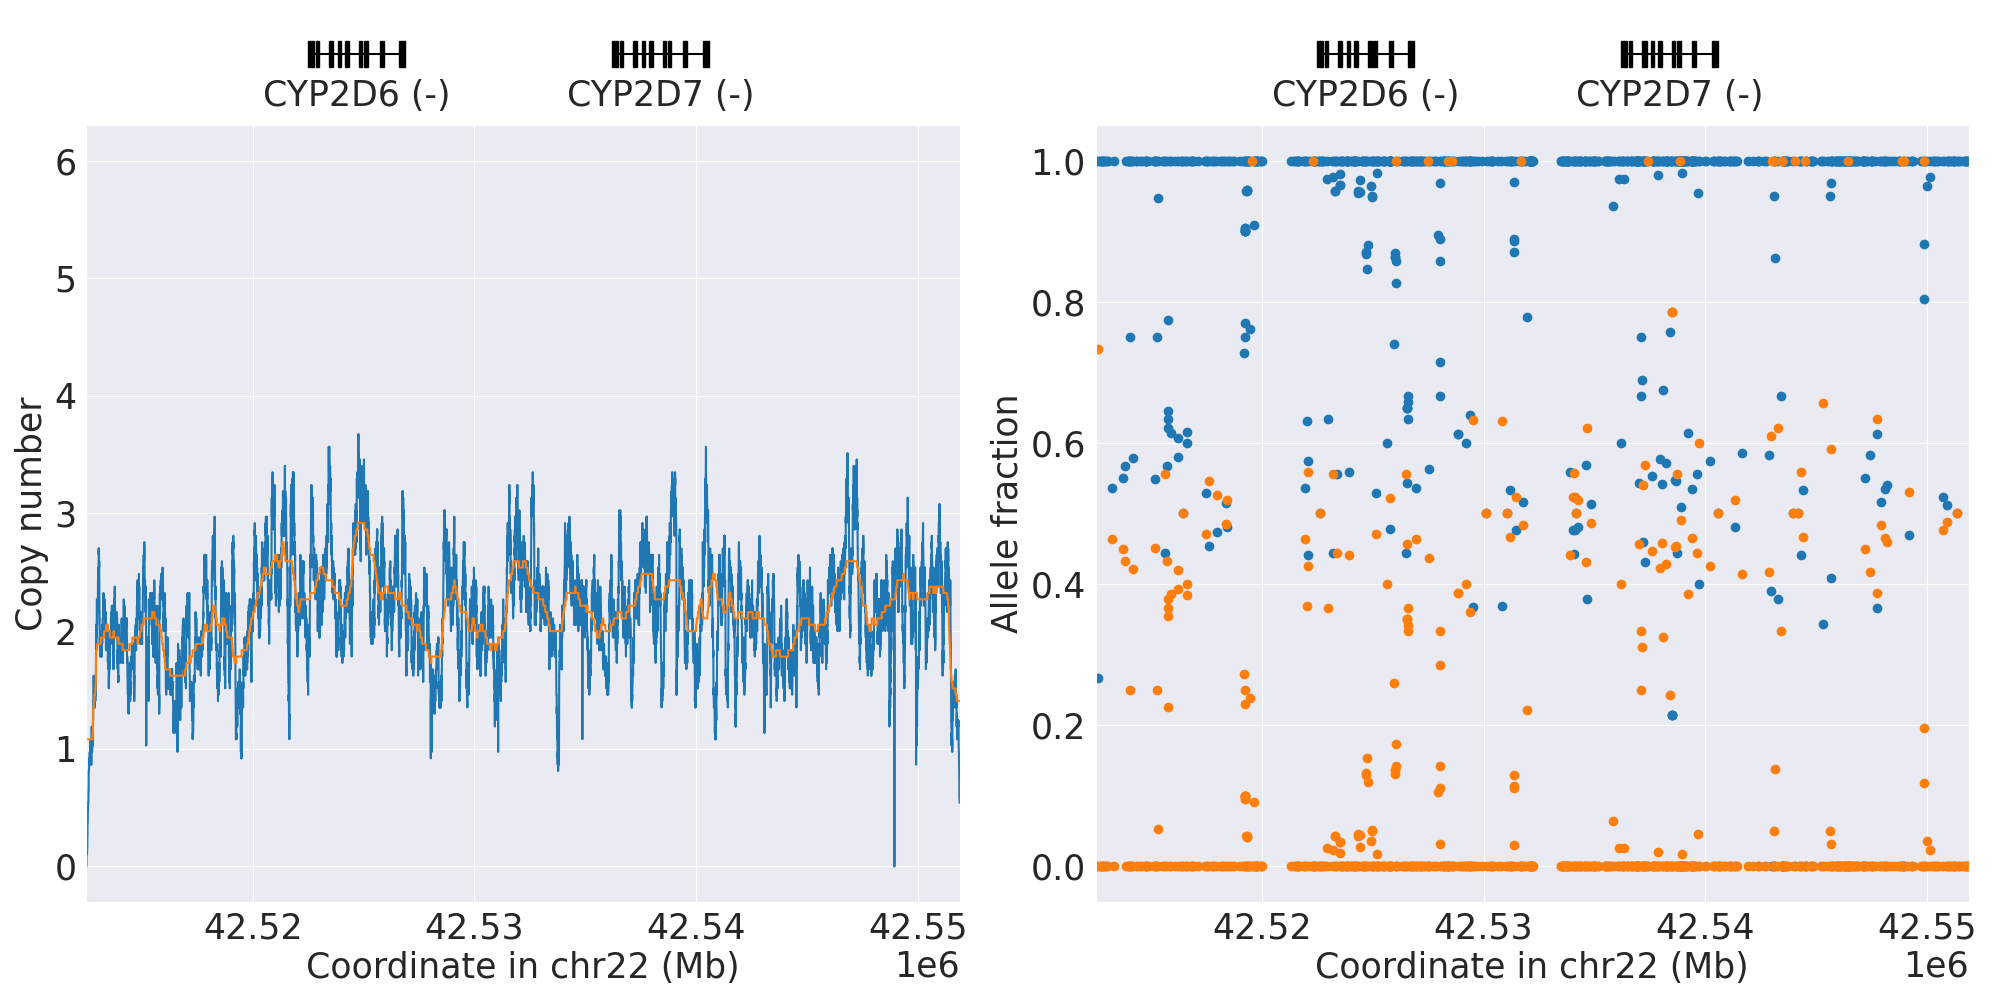 CYP2D6 (-)
CYP2D7 (-)
6
5
4
3
2
1
0
Copy number
42.52
42.53
42.54
42.55
Coordinate in chr22 (Mb)
1e6
CYP2D6 (-)
CYP2D7 (-)
1.0
0.8
0.6
0.4
0.2
0.0
Allele fraction
42.52
42.53
42.54
42.55
Coordinate in chr22 (Mb)
1e6